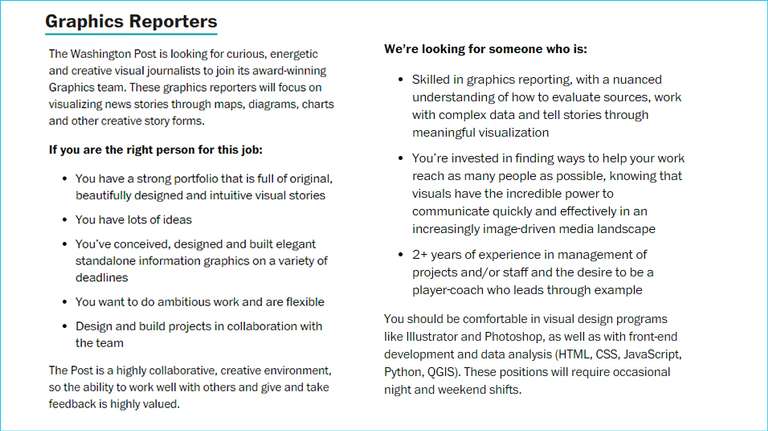 Graphics Reporters
The Washington Post is looking for curious, energetic
and creative visual journalists to join its award-winning
Graphics team. These graphics reporters will focus on
visualizing news stories through maps, diagrams, charts
and other creative story forms.
If you are the right person for this job:
• You have a strong portfolio that is full of original,
beautifully designed and intuitive visual stories
• You have lots of ideas
• You’ve conceived, designed and built elegant
standalone information graphics on a variety of
deadlines
• You want to do ambitious work and are flexible
• Design and build projects in collaboration with
the team
The Post is a highly collaborative, creative environment,
so the ability to work well with others and give and take
feedback is highly valued.
We're looking for someone who is:
• Skilled in graphics reporting, with a nuanced
understanding of how to evaluate sources, work
with complex data and tell stories through
meaningful visualization
• You’re invested in finding ways to help your work
reach as many people as possible, knowing that
visuals have the incredible power to
communicate quickly and effectively in an
increasingly image-driven media landscape
• 2+ years of experience in management of
projects and/or staff and the desire to be a
player-coach who leads through example
You should be comfortable in visual design programs
like Illustrator and Photoshop, as well as with front-end
development and data analysis (HTML, CSS, JavaScript,
Python, QGIS). These positions will require occasional
night and weekend shifts.